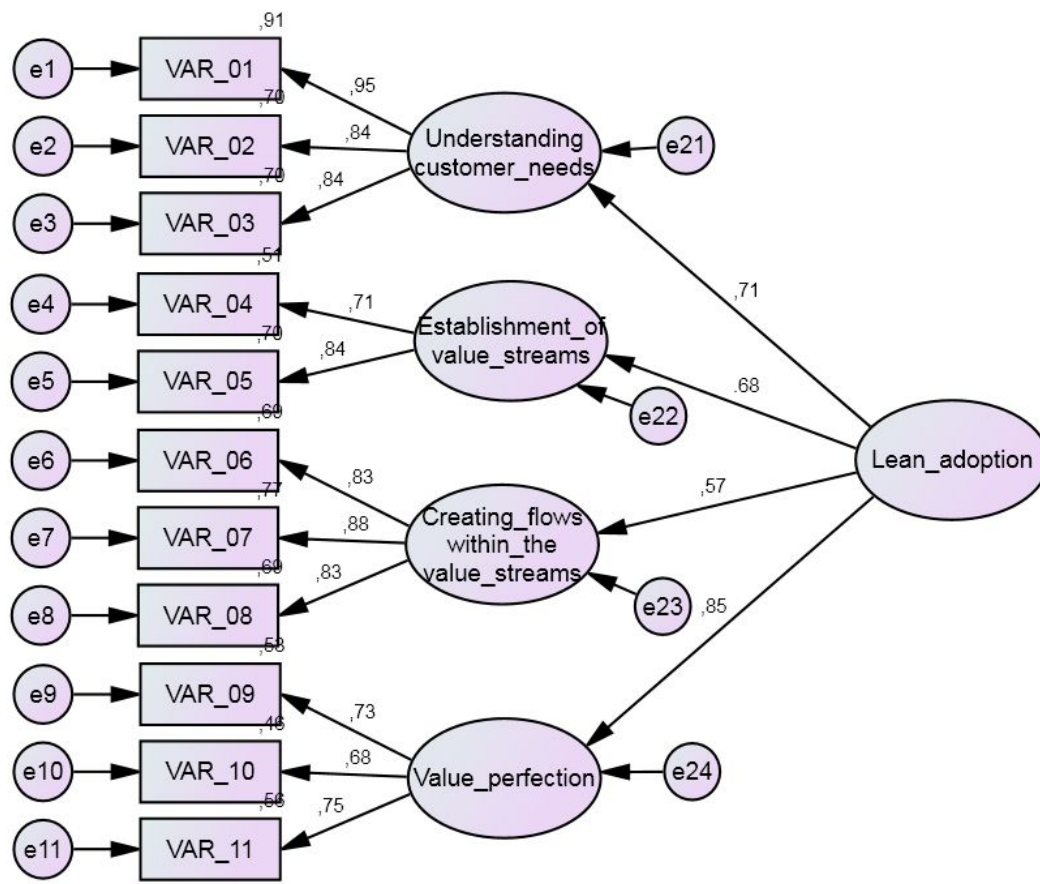 ,91
e1
VAR_01
,95
,70
e2
VAR_02
,84
,70
e3
VAR_03
,84
Understanding
customer_needs
e21
,71
,51
e4
VAR_04
,71
,70
e5
VAR_05
,84
Establishment_of
value_streams
e22
.68
,69
e6
VAR_06
,83
,77
e7
VAR_07
,88
,69
e8
VAR_08
,83
Creating_flows
within_the
value_streams
e23
,57
Lean_adoption
,53
e9
VAR_09
,73
,46
e10
VAR_10
,68
,56
e11
VAR_11
,75
Value_perfection
e24
,85